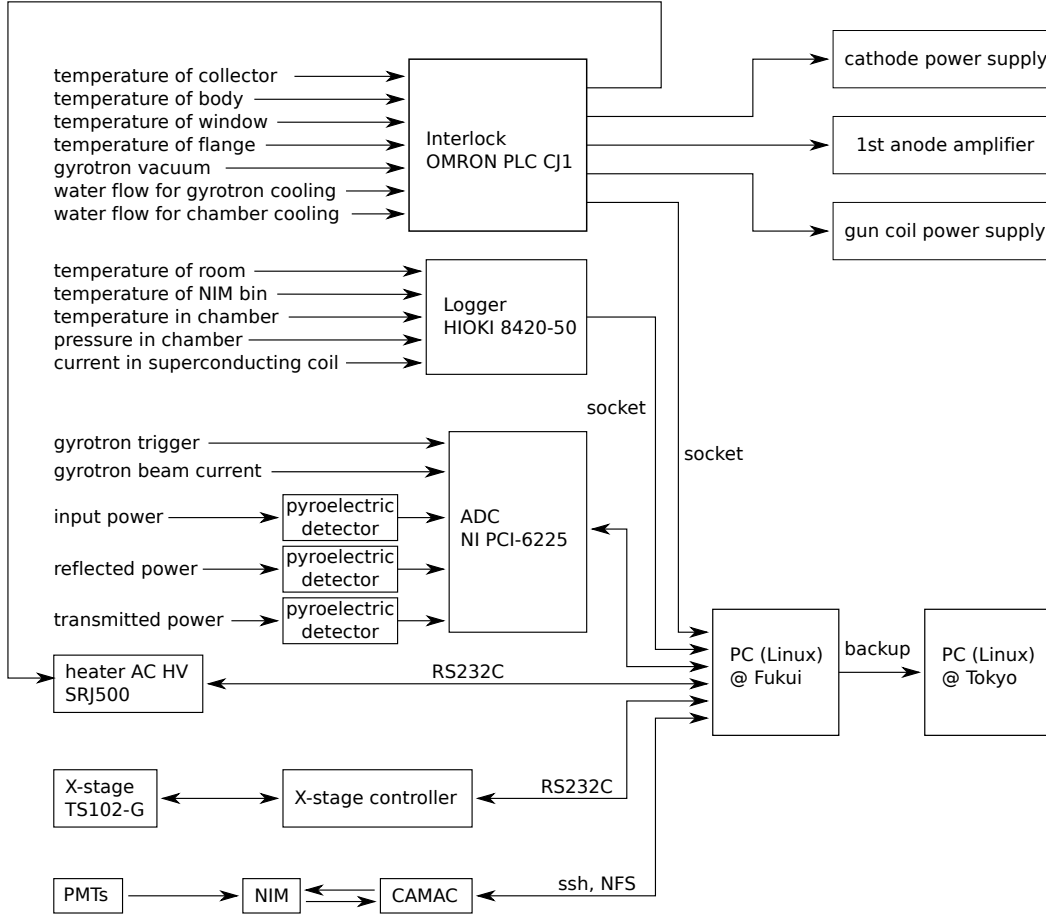 temperature of collector
temperature of body
temperature of window
temperature of flange
gyrotron vacuum
water flow for gyrotron cooling
water flow for chamber cooling
Interlock
OMRON PLC CJ1
cathode power supply
1st anode amplifier
gun coil power supply
temperature of room
temperature of NIM bin
temperature in chamber
pressure in chamber
current in superconducting coil
Logger
HIOKI 8420-50
socket
socket
gyrotron trigger
gyrotron beam current
input power
reflected power
transmitted power
pyroelectric
detector
pyroelectric
detector
pyroelectric
detector
ADC
NI PCI-6225
heater AC HV
SRJ500
RS232C
PC (Linux)
@ Fukui
backup
PC (Linux)
@ Tokyo
X-stage
TS102-G
X-stage controller
RS232C
PMTs
NIM
CAMAC
ssh, NFS